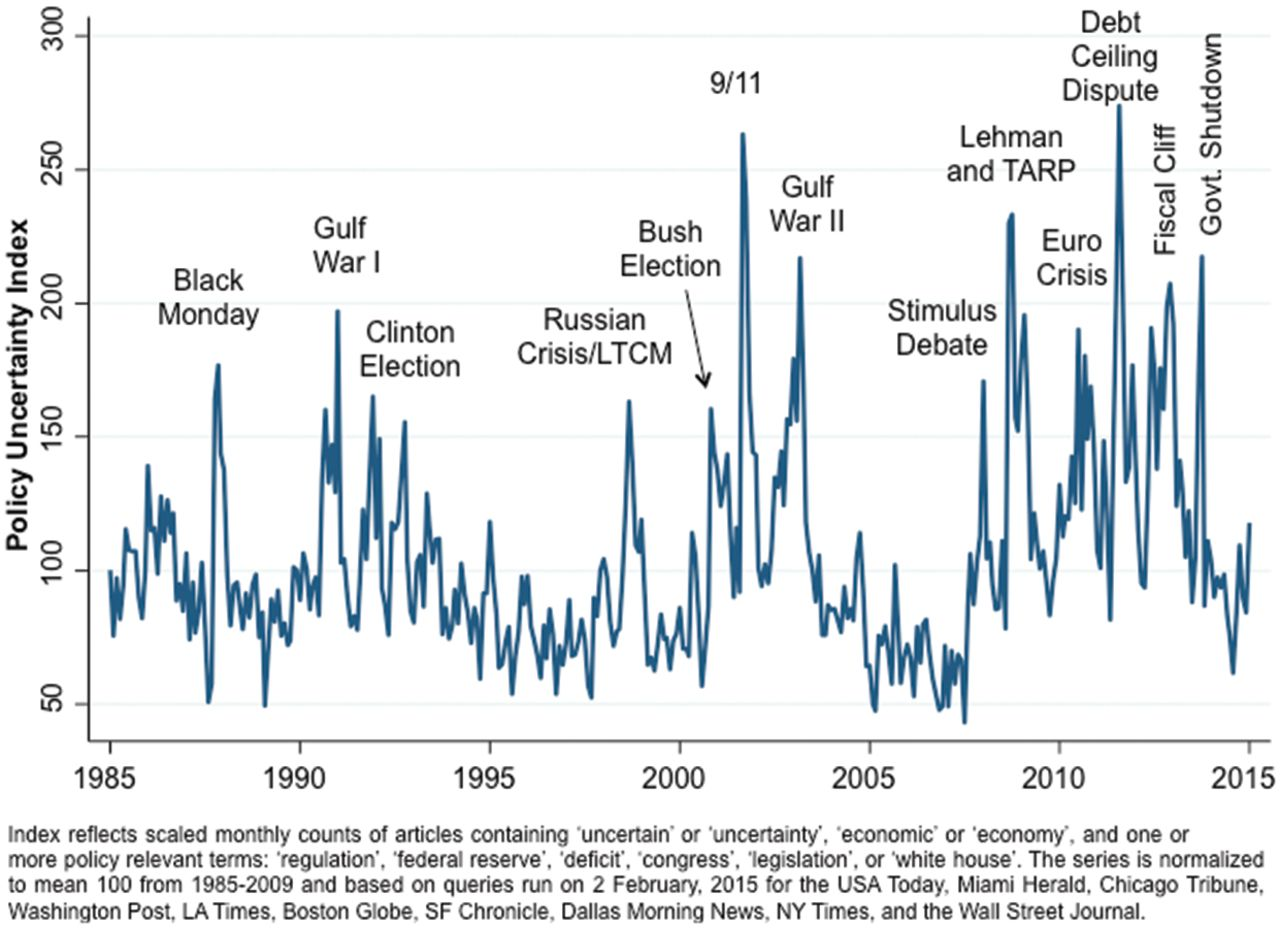 Policy Uncertainty Index
300
250
200
150
100
50
Black
Monday
Gulf
War I
Clinton
Election
Russian
Crisis/LTCM
Bush
Election
9/11
Gulf
War II
Stimulus
Debate
Lehman
and TARP
Euro
Crisis
Debt
Ceiling
Dispute
Fiscal Cliff
Govt. Shutdown
1985
1990
1995
2000
2005
2010
2015
Index reflects scaled monthly counts of articles containing ‘uncertain’ or ‘uncertainty’, ‘economic’ or ‘economy’, and one or
more policy relevant terms: ‘regulation’, ‘federal reserve’, ‘deficit’, ‘congress’, ‘legislation’, or ‘white house’. The series is normalized
to mean 100 from 1985-2009 and based on queries run on 2 February, 2015 for the USA Today, Miami Herald, Chicago Tribune,
Washington Post, LA Times, Boston Globe, SF Chronicle, Dallas Morning News, NY Times, and the Wall Street Journal.